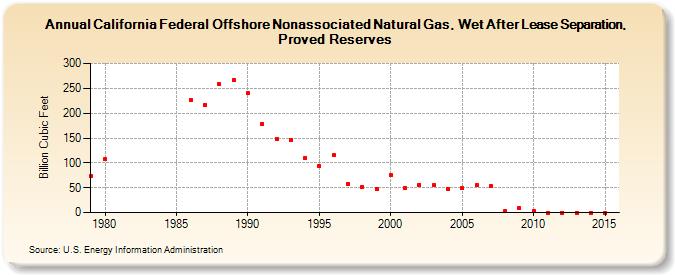 Annual California Federal Offshore Nonassociated Natural Gas, Wet After Lease Separation,
Proved Reserves
Billion Cubic Feet
300
250
200
150
100
50
0
1980 1985 1990 1995 2000 2005 2010 2015
Source: U.S. Energy Information Administration